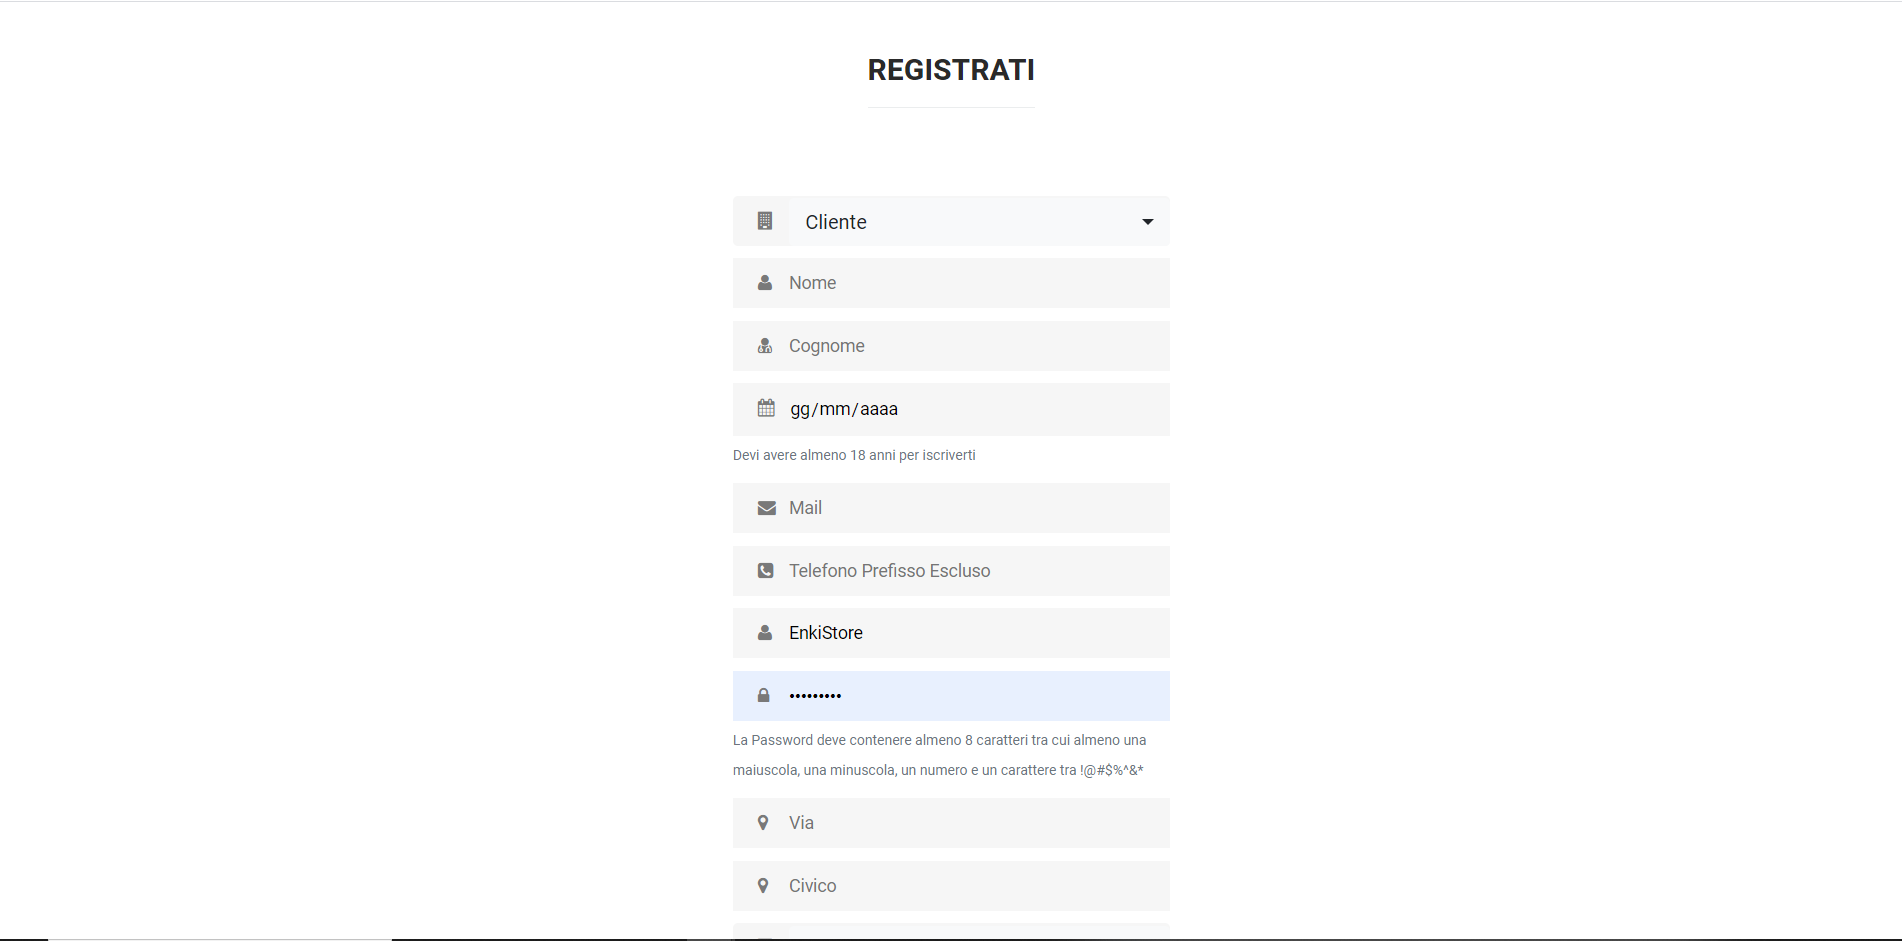 REGISTRATI
Cliente
Nome
Cognome
gg/mm/aaaa
Devi avere almeno 18 anni per iscriverti
Mail
Telefono Prefisso Escluso
EnkiStore
•••••••••
La Password deve contenere almeno 8 caratteri tra cui almeno una
maiuscola, una minuscola, un numero e un carattere tra !@#$%^&*
Via
Civico